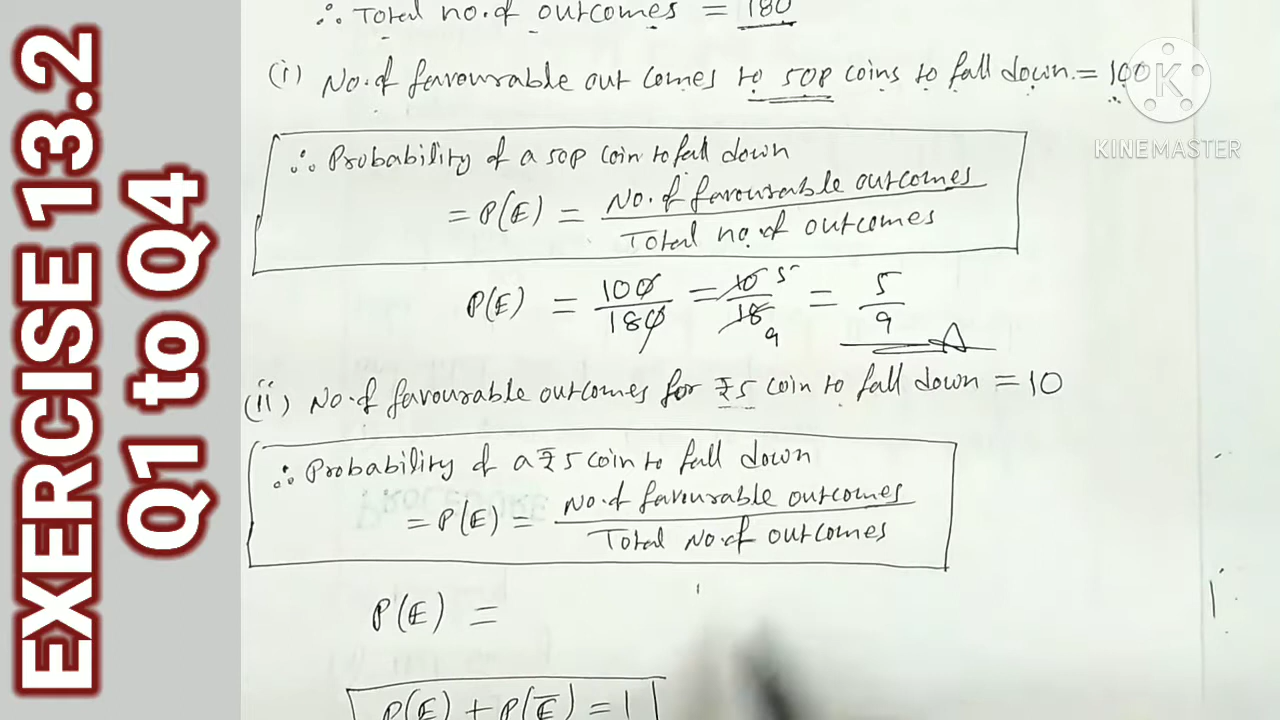 EXERCISE 13.2
Q1 to Q4
∴ Total no.of outcomes = 180
(i) No.of favourable out comes to 50P coins to fall down = 100
KINEMASTER
∴ Probability of a 50P coin to fall down
= P(E) = No.of favourable outcomes / Total no.of outcomes
P(E) = 100/180 = 10/18 5/9 = 5/9 A
(ii) No.of favourable outcomes for ₹5 coin to fall down = 10
∴ Probability of a ₹5 coin to fall down
= P(E) = No.of favourable outcomes / Total No.of outcomes
P(E) =
P(E) + P(E̅) = 1